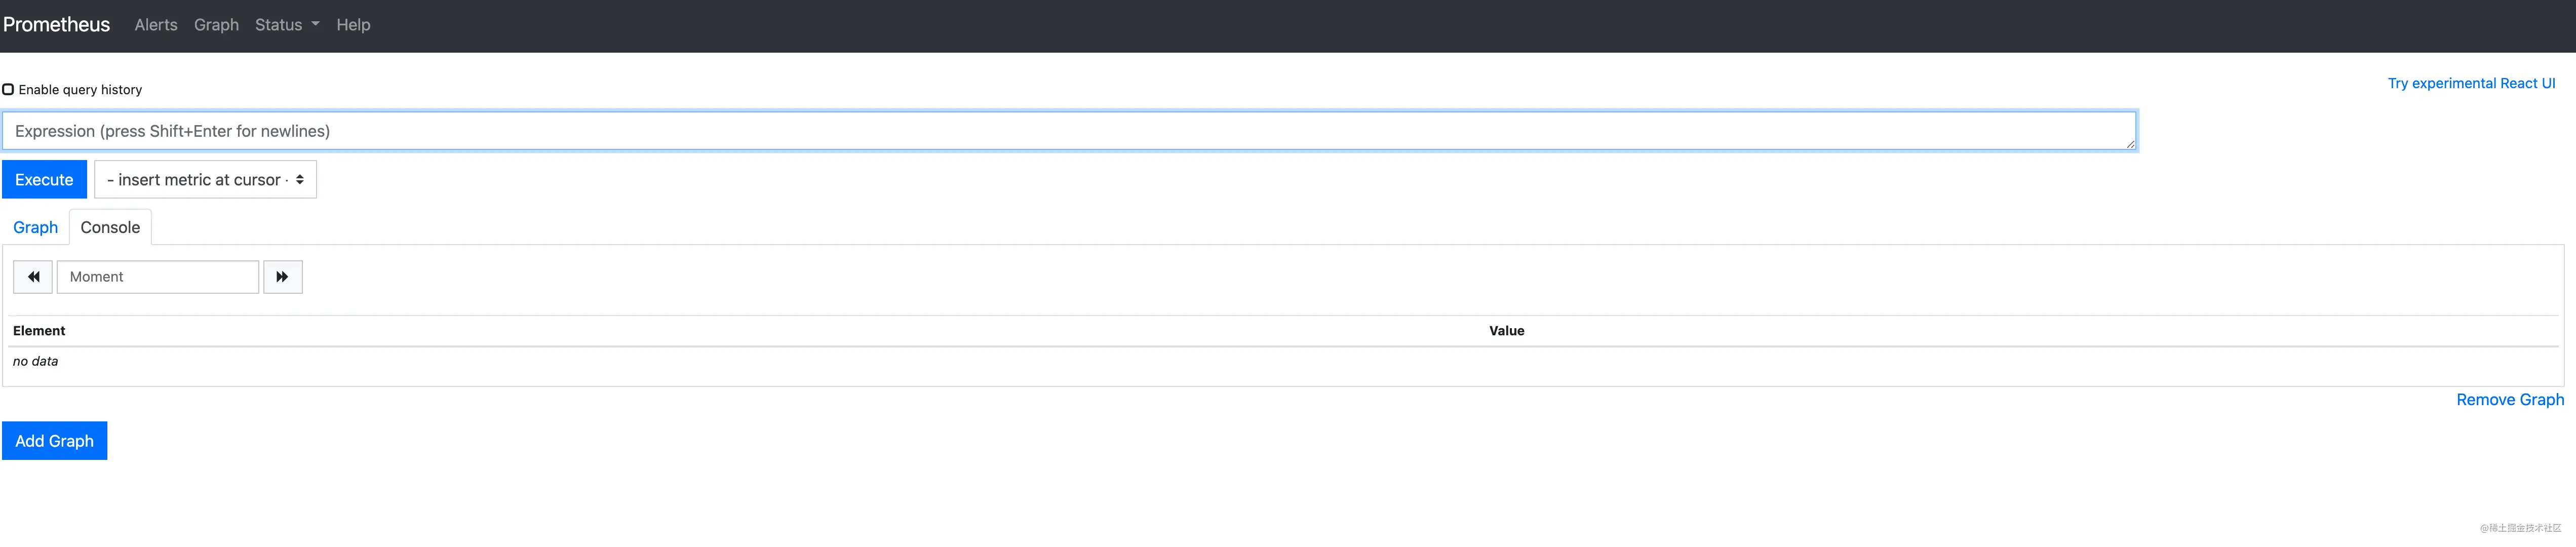 Prometheus Alerts Graph Status Help
Enable query history
Try experimental React UI
Expression (press Shift+Enter for newlines)
Execute - insert metric at cursor -
Graph Console
Moment
Element Value
no data
Remove Graph
Add Graph
@稀土掘金技术社区